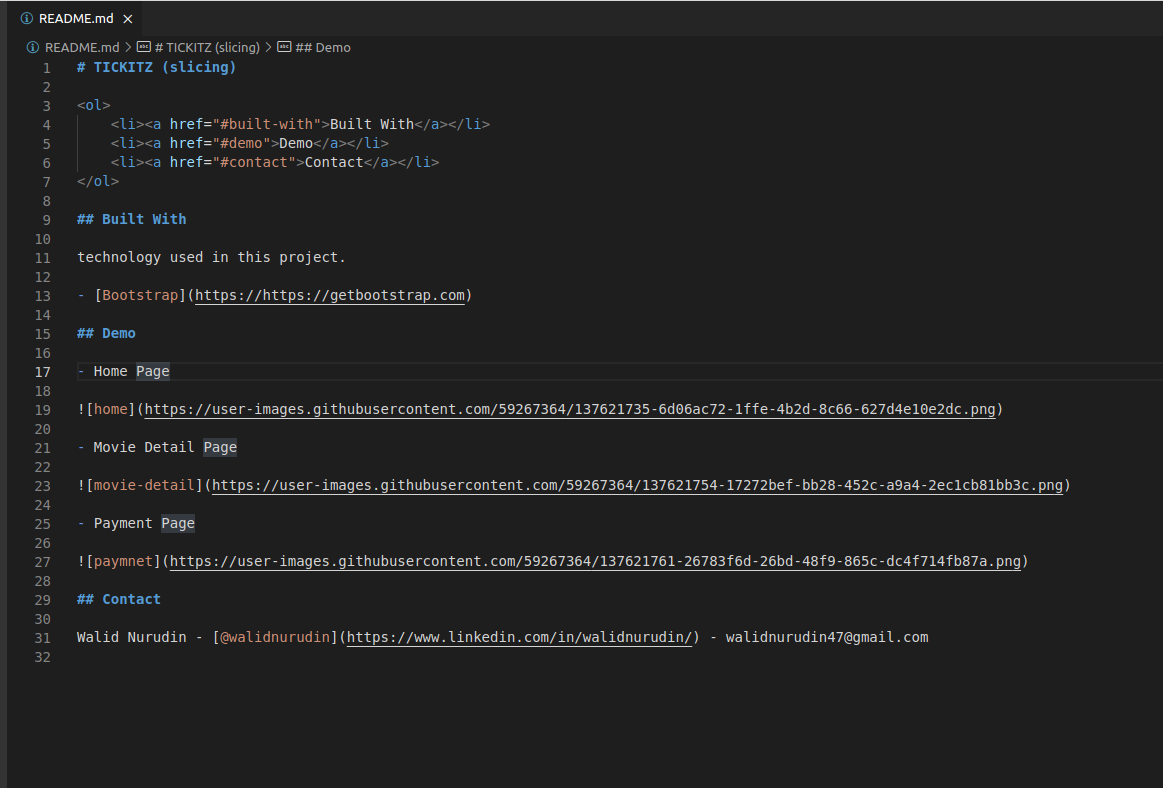 README.md ×
README.md > # TICKITZ (slicing) > ## Demo
1 # TICKITZ (slicing)
2
3 <ol>
4     <li><a href="#built-with">Built With</a></li>
5     <li><a href="#demo">Demo</a></li>
6     <li><a href="#contact">Contact</a></li>
7 </ol>
8
9 ## Built With
10
11 technology used in this project.
12
13 - [Bootstrap](https://https://getbootstrap.com)
14
15 ## Demo
16
17 - Home Page
18
19 ![home](https://user-images.githubusercontent.com/59267364/137621735-6d06ac72-1ffe-4b2d-8c66-627d4e10e2dc.png)
20
21 - Movie Detail Page
22
23 ![movie-detail](https://user-images.githubusercontent.com/59267364/137621754-17272bef-bb28-452c-a9a4-2ec1cb81bb3c.png)
24
25 - Payment Page
26
27 ![paymnet](https://user-images.githubusercontent.com/59267364/137621761-26783f6d-26bd-48f9-865c-dc4f714fb87a.png)
28
29 ## Contact
30
31 Walid Nurudin - [@walidnurudin](https://www.linkedin.com/in/walidnurudin/) - walidnurudin47@gmail.com
32